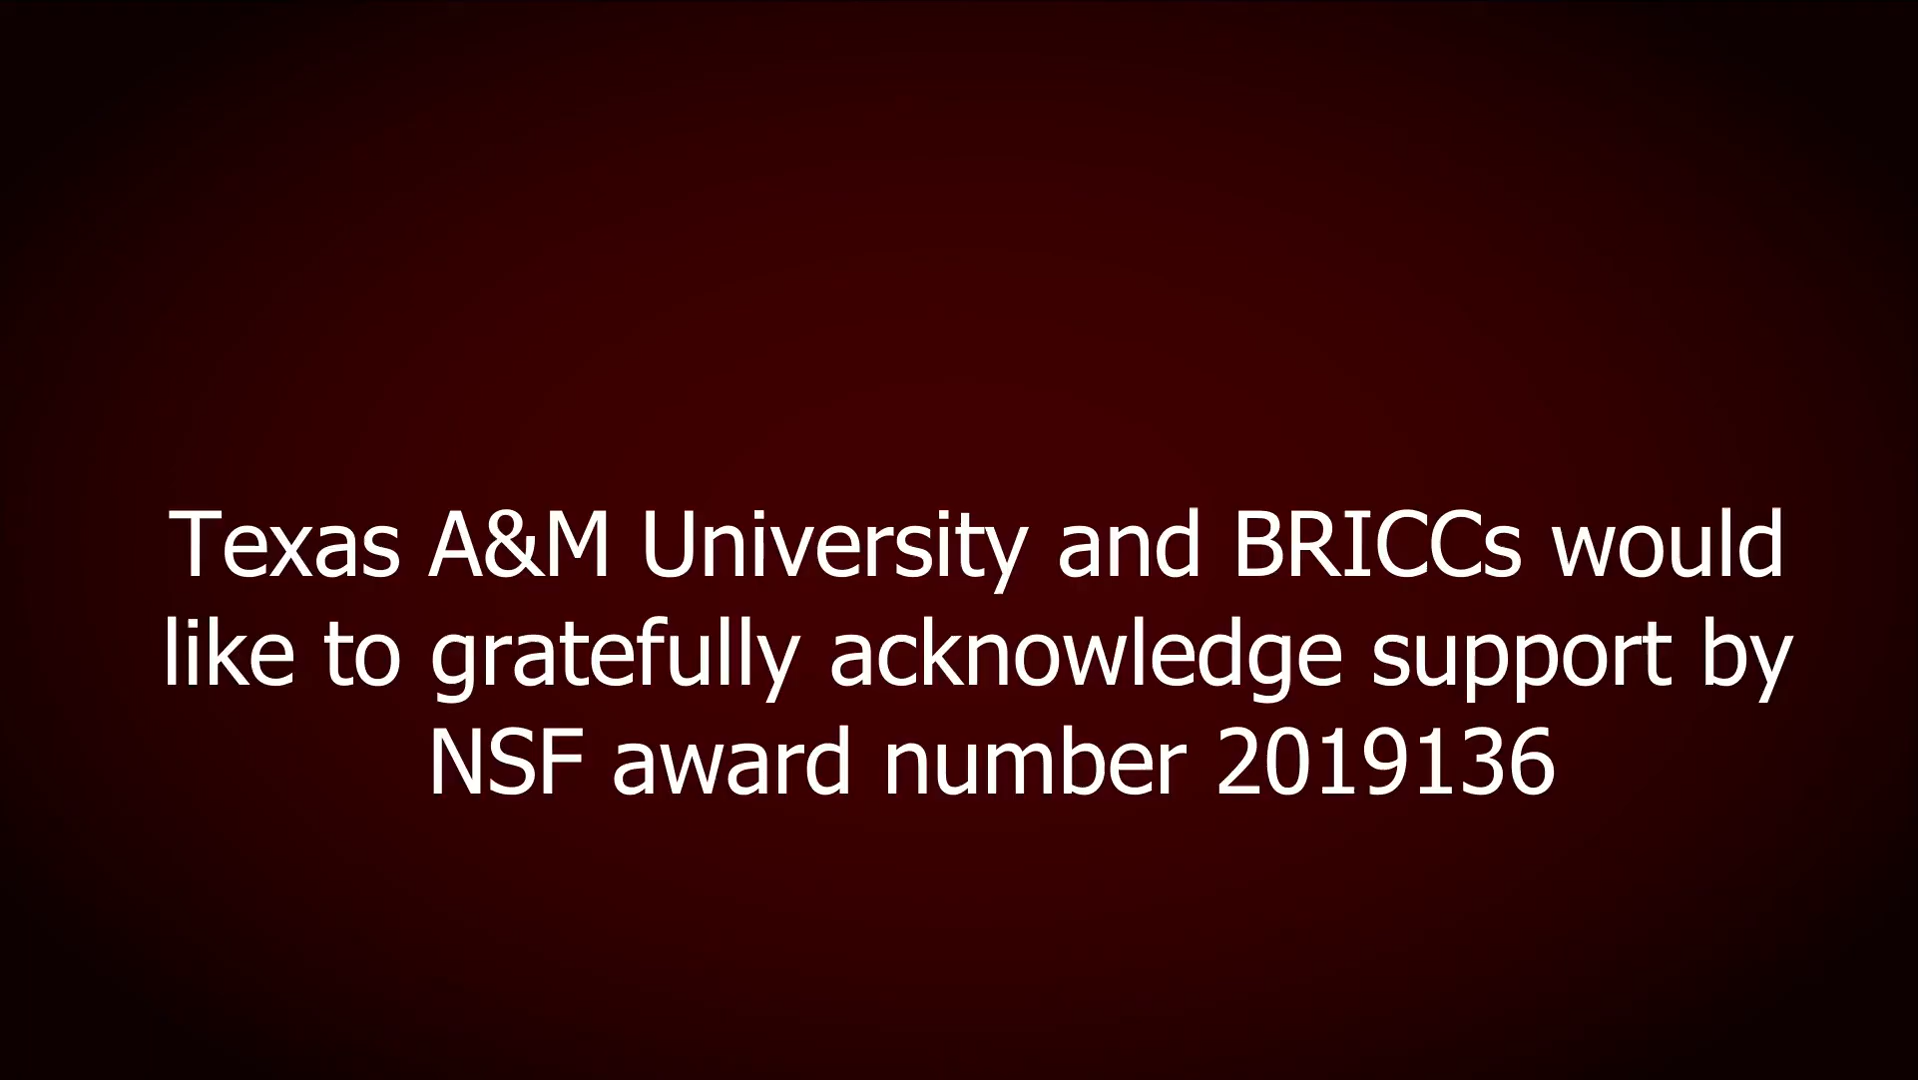 Texas A&M University and BRICCs would
like to gratefully acknowledge support by
NSF award number 2019136